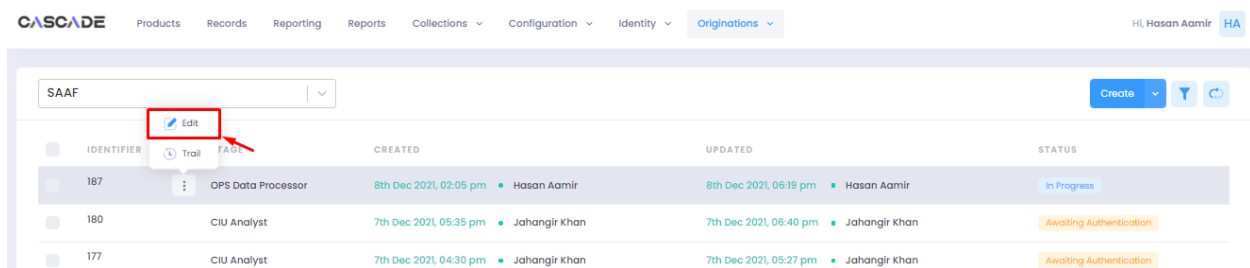 CASCADE Products Records Reporting Reports Collections Configuration Identity Originations Hi, Hasan Aamir HA
SAAF Create
Edit
IDENTIFIER STAGE CREATED UPDATED STATUS
Trail
187 OPS Data Processor 8th Dec 2021, 02:05 pm Hasan Aamir 8th Dec 2021, 06:19 pm Hasan Aamir In Progress
180 CIU Analyst 7th Dec 2021, 05:35 pm Jahangir Khan 7th Dec 2021, 06:40 pm Jahangir Khan Awaiting Authentication
177 CIU Analyst 7th Dec 2021, 04:30 pm Jahangir Khan 7th Dec 2021, 05:27 pm Jahangir Khan Awaiting Authentication